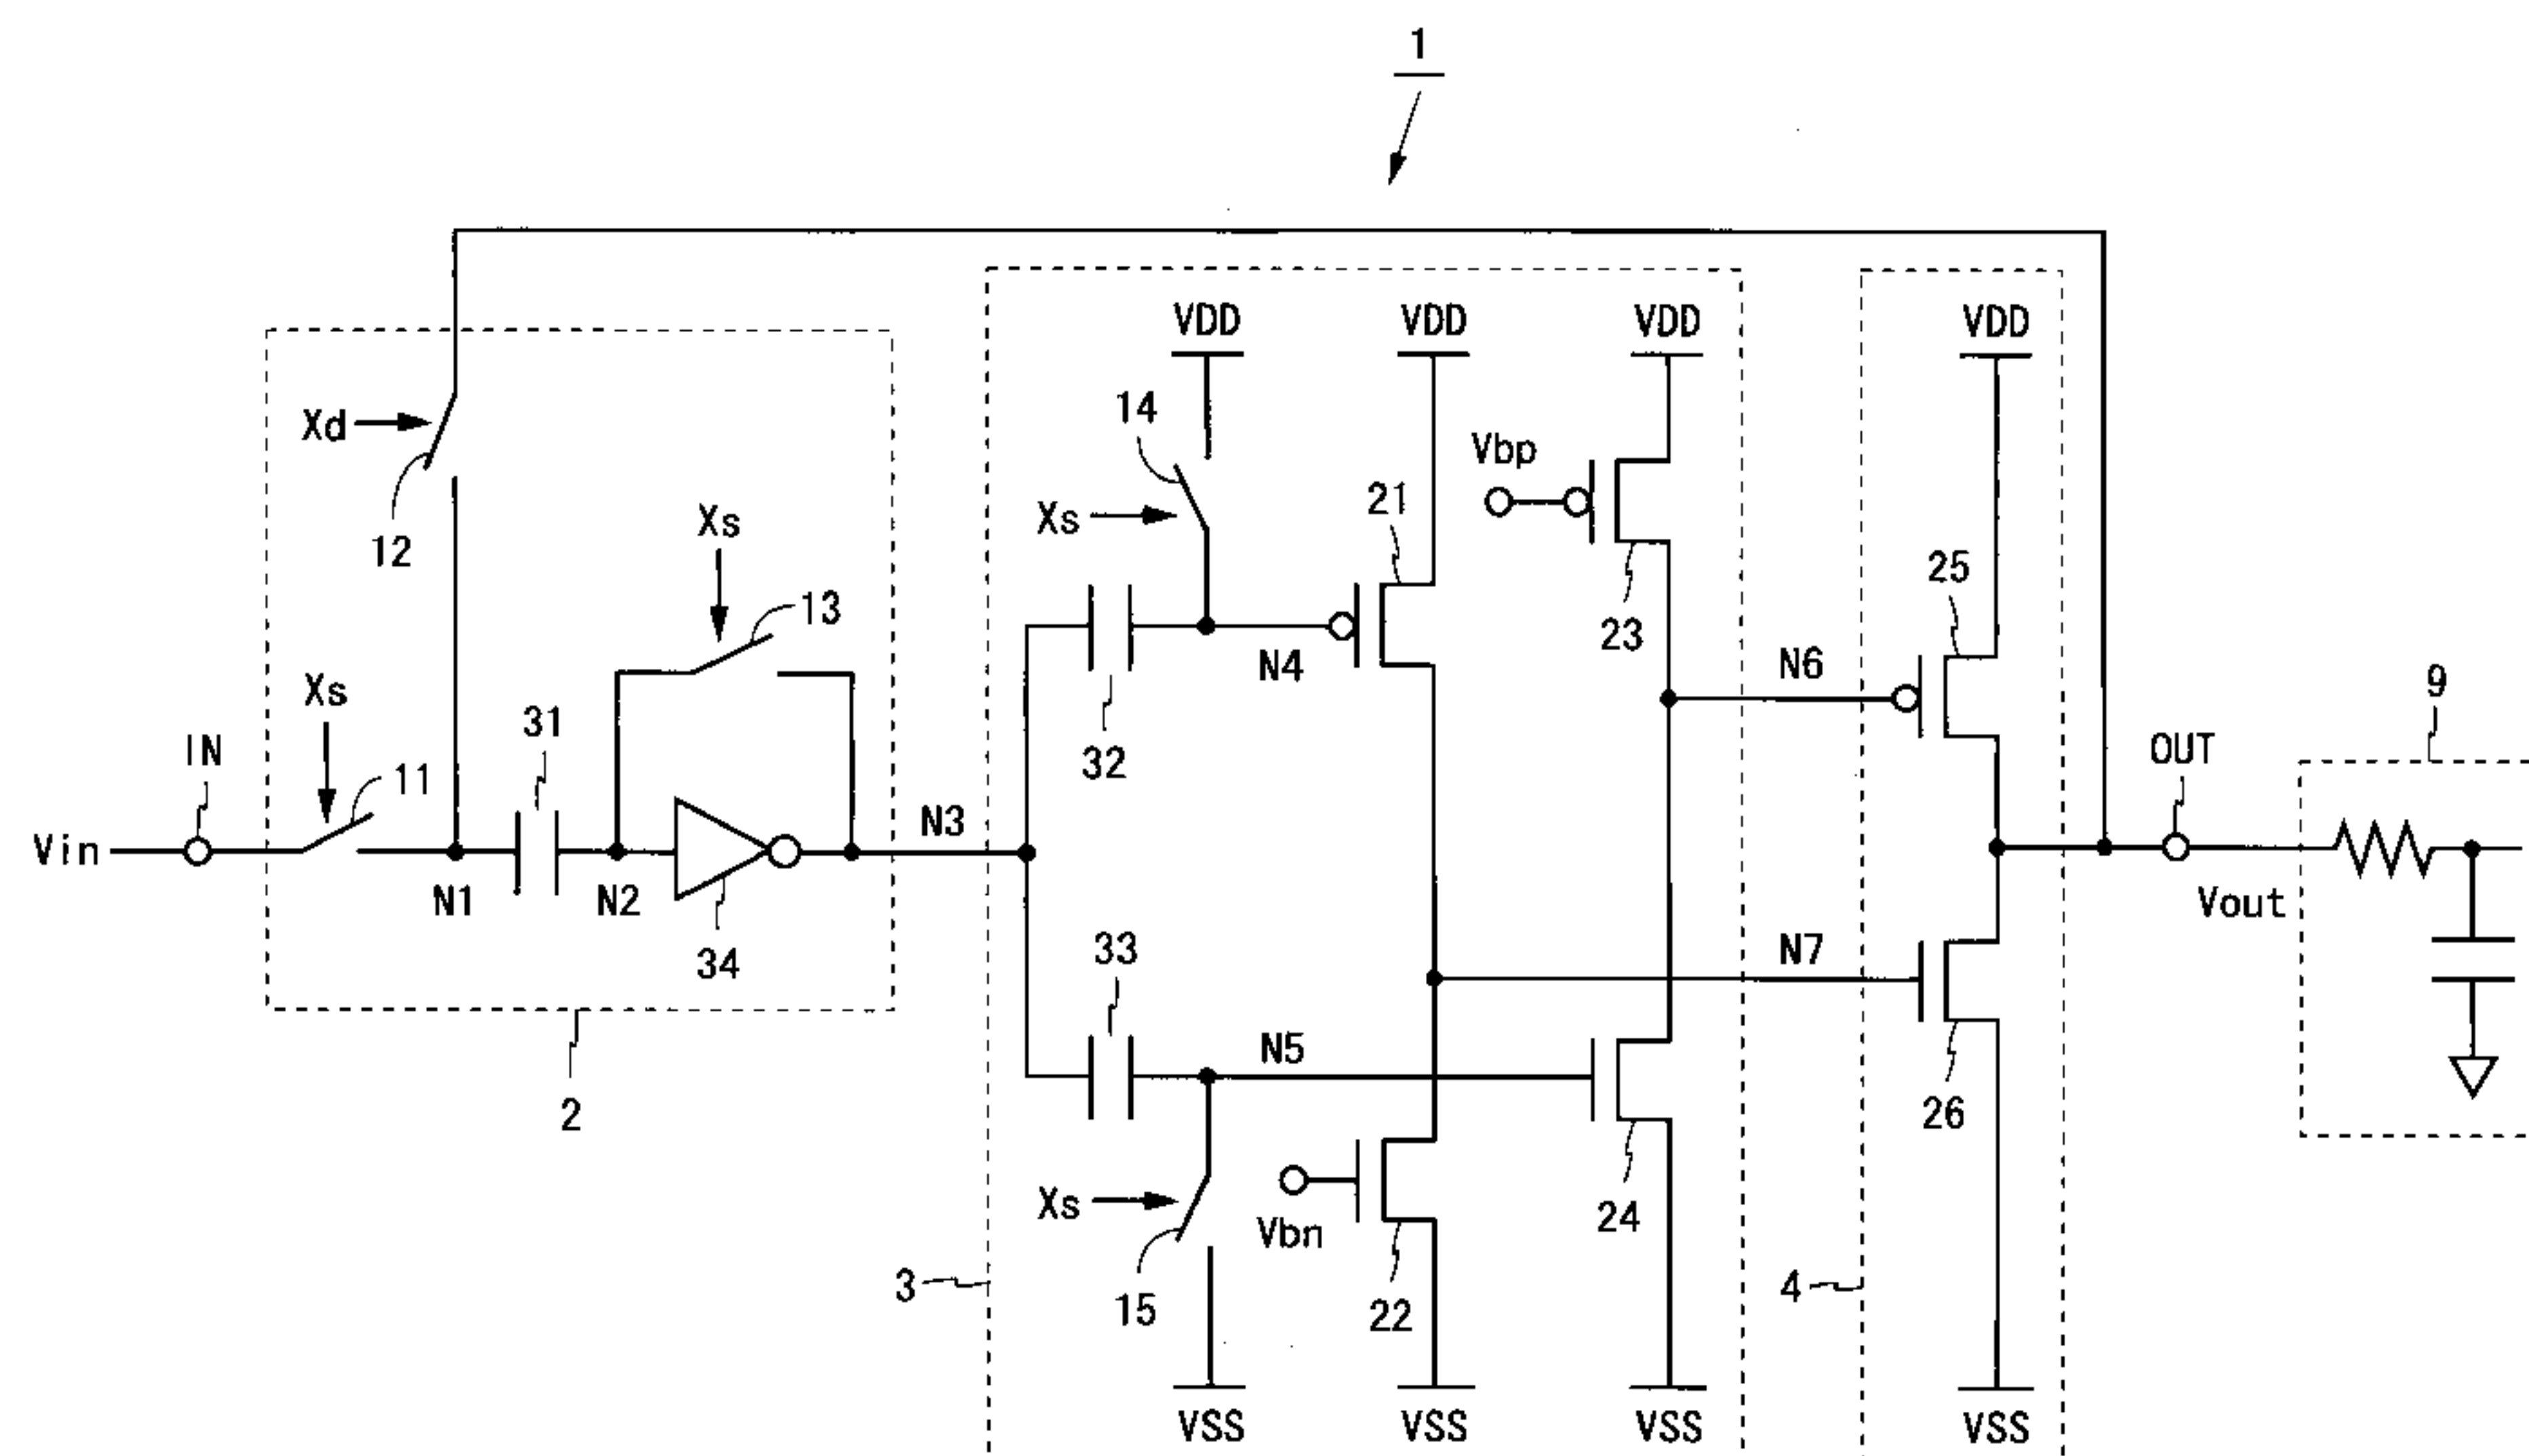 1
VDD
VDD
VDD
VDD
Xd
14
Vbp
12
Xs
Xs
21
25
13
23
N4
N6
9
Xs
31
IN
11
32
OUT
N3
Vin
N1
N2
Vout
34
33
N7
N5
2
26
Xs
Vbn
24
3
15
22
4
VSS
VSS
VSS
VSS